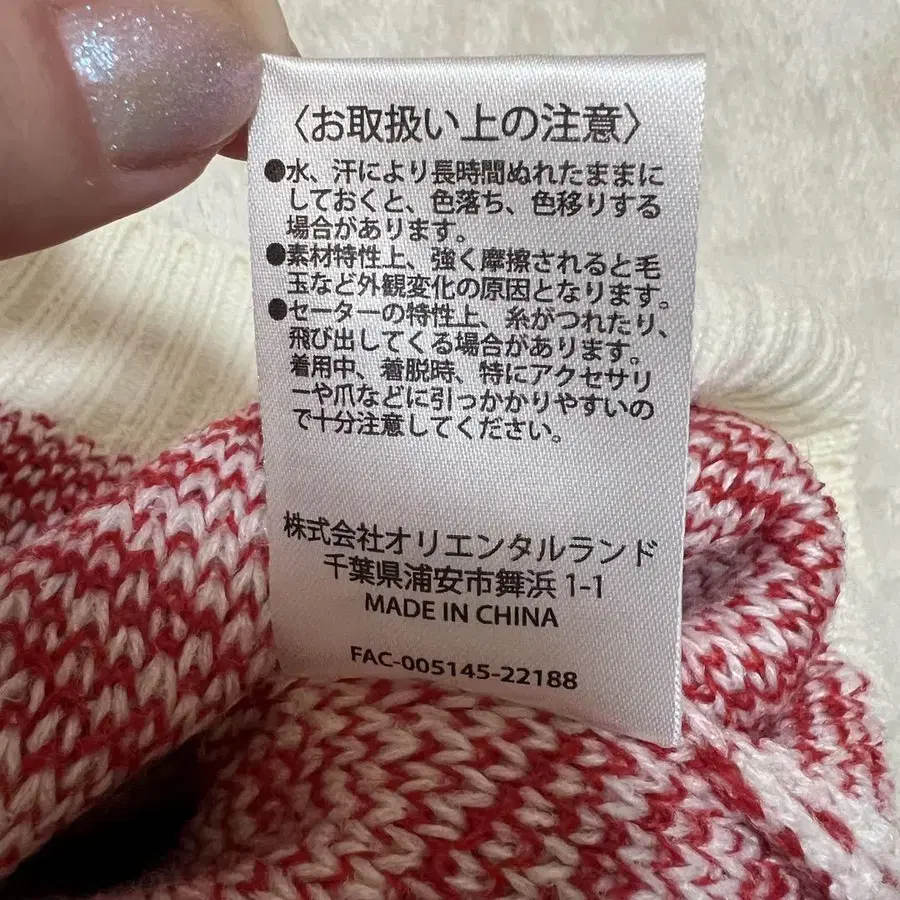 〈お取扱い上の注意〉
●水、汗により長時間ぬれたままに
しておくと、色落ち、色移りする
場合があります。
●素材特性上、強く摩擦されると毛
玉など外観変化の原因となります。
●セーターの特性上、糸がつれたり、
飛び出してくる場合があります。
着用中、着脱時、特にアクセサリ
ーや爪などに引っかかりやすいの
で十分注意してください。
株式会社オリエンタルランド
千葉県浦安市舞浜 1-1
MADE IN CHINA
FAC-005145-22188